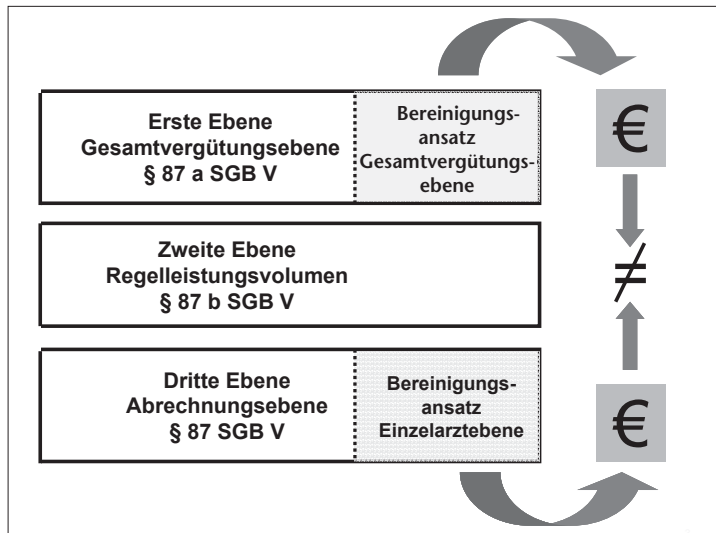 Erste Ebene
Gesamtvergütungsebene
§ 87 a SGB V
Bereinigungs-
ansatz
Gesamtvergütungs-
ebene
€
Zweite Ebene
Regelleistungsvolumen
§ 87 b SGB V
≠
Dritte Ebene
Abrechnungsebene
§ 87 SGB V
Bereinigungs-
ansatz
Einzelarztebene
€